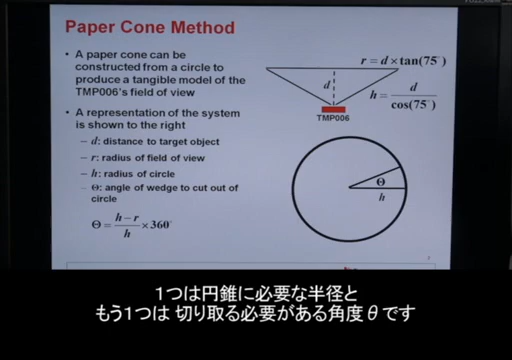 Paper Cone Method
• A paper cone can be
constructed from a circle to
produce a tangible model of the
TMP006's field of view
• A representation of the system
is shown to the right
– d: distance to target object
– r: radius of field of view
– h: radius of circle
– Θ: angle of wedge to cut out of
circle
Θ = (h – r) / h × 360°
r = d × tan(75°)
d
h = d / cos(75°)
TMP006
Θ
h
1つは円錐に必要な半径と
もう1つは 切り取る必要がある角度θです